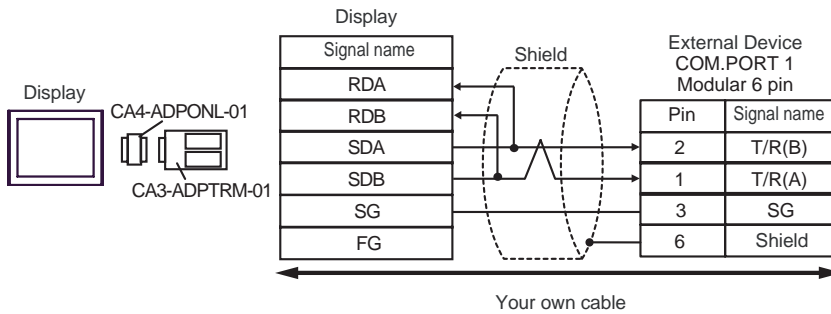 Display
Signal name
RDA
RDB
SDA
SDB
SG
FG
Shield
External Device
COM.PORT 1
Modular 6 pin
Pin Signal name
2 T/R(B)
1 T/R(A)
3 SG
6 Shield
Display
CA4-ADPONL-01
CA3-ADPTRM-01
Your own cable